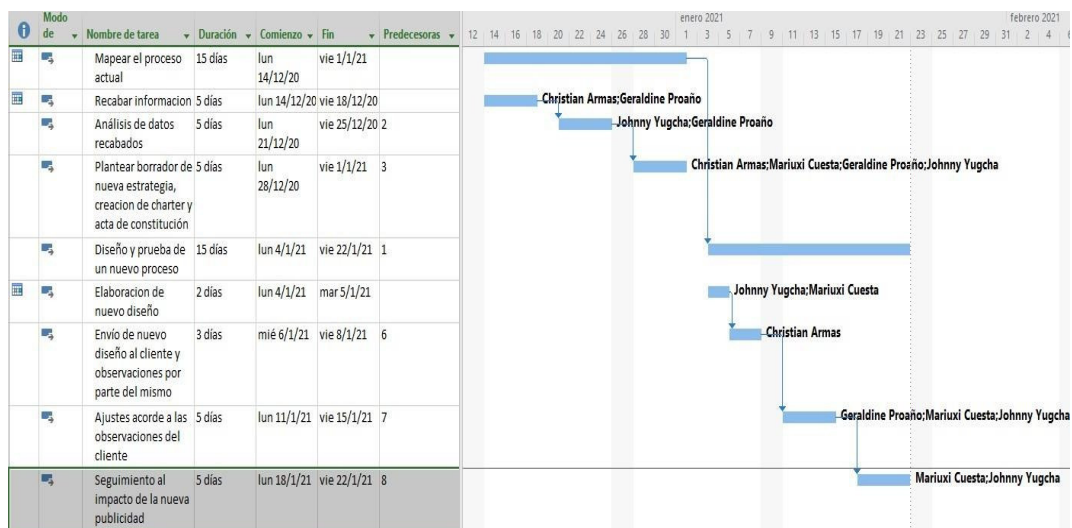 enero 2021 febrero 2021
Modo de Nombre de tarea Duración Comienzo Fin Predecesoras 12 14 16 18 20 22 24 26 28 30 1 3 5 7 9 11 13 15 17 19 21 23 25 27 29 31 2 4 6
Mapear el proceso 15 días lun vie 1/1/21
actual 14/12/20
Recabar informacion 5 días lun 14/12/20 vie 18/12/20 Christian Armas;Geraldine Proaño
Análisis de datos 5 días lun vie 25/12/20 2 Johnny Yugcha;Geraldine Proaño
recabados 21/12/20
Plantear borrador de 5 días lun vie 1/1/21 3 Christian Armas;Mariuxi Cuesta;Geraldine Proaño;Johnny Yugcha
nueva estrategia, 28/12/20
creacion de charter y
acta de constitución
Diseño y prueba de 15 días lun 4/1/21 vie 22/1/21 1
un nuevo proceso
Elaboracion de 2 días lun 4/1/21 mar 5/1/21 Johnny Yugcha;Mariuxi Cuesta
nuevo diseño
Envío de nuevo 3 días mié 6/1/21 vie 8/1/21 6 Christian Armas
diseño al cliente y
observaciones por
parte del mismo
Ajustes acorde a las 5 días lun 11/1/21 vie 15/1/21 7 Geraldine Proaño;Mariuxi Cuesta;Johnny Yugcha
observaciones del
cliente
Seguimiento al 5 días lun 18/1/21 vie 22/1/21 8 Mariuxi Cuesta;Johnny Yugcha
impacto de la nueva
publicidad